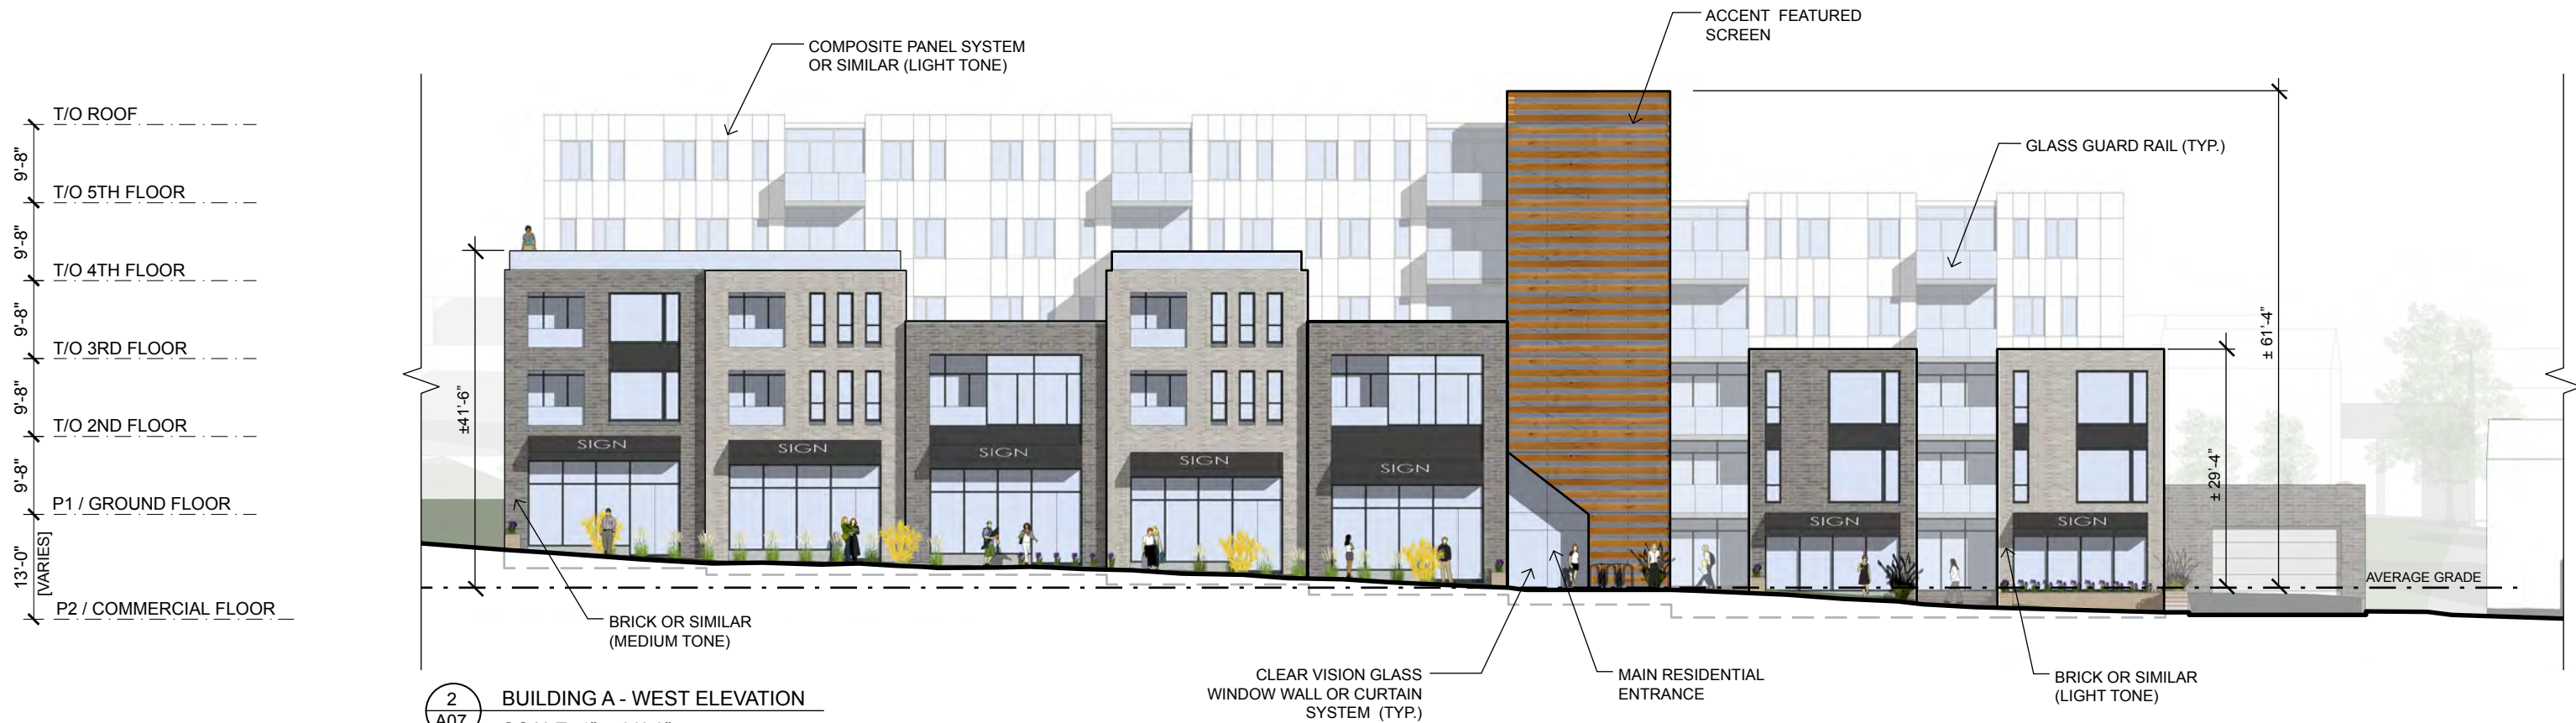 ACCENT FEATURED
SCREEN
COMPOSITE PANEL SYSTEM
OR SIMILAR (LIGHT TONE)
T/O ROOF
9'-8"
GLASS GUARD RAIL (TYP.)
T/O 5TH FLOOR
9'-8"
T/O 4TH FLOOR
9'-8"
T/O 3RD FLOOR
9'-8"
T/O 2ND FLOOR
9'-8"
P1 / GROUND FLOOR
13'-0"
[VARIES]
P2 / COMMERCIAL FLOOR
±41'-6"
± 61'-4"
± 29'-4"
SIGN
SIGN
SIGN
SIGN
SIGN
SIGN
SIGN
AVERAGE GRADE
BRICK OR SIMILAR
(MEDIUM TONE)
CLEAR VISION GLASS
WINDOW WALL OR CURTAIN
SYSTEM (TYP.)
MAIN RESIDENTIAL
ENTRANCE
BRICK OR SIMILAR
(LIGHT TONE)
2
A07
BUILDING A - WEST ELEVATION